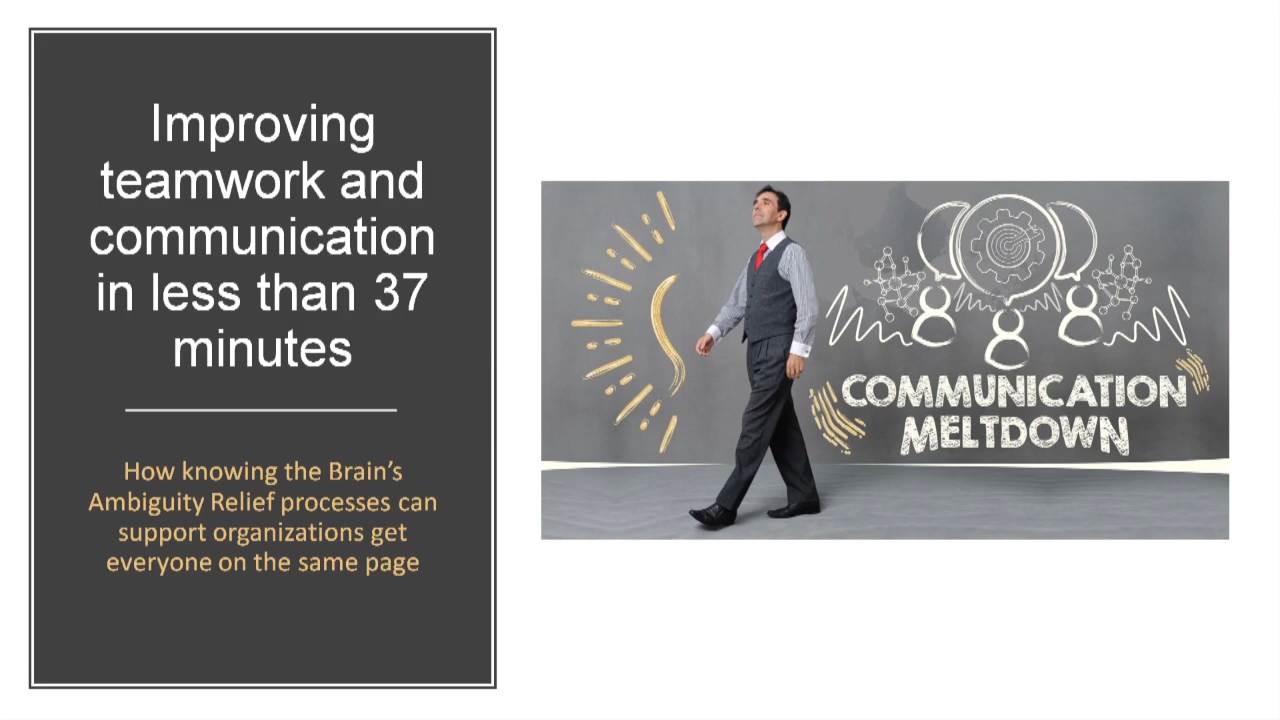 Improving
teamwork and
communication
in less than 37
minutes
How knowing the Brain’s
Ambiguity Relief processes can
support organizations get
everyone on the same page
COMMUNICATION
MELTDOWN